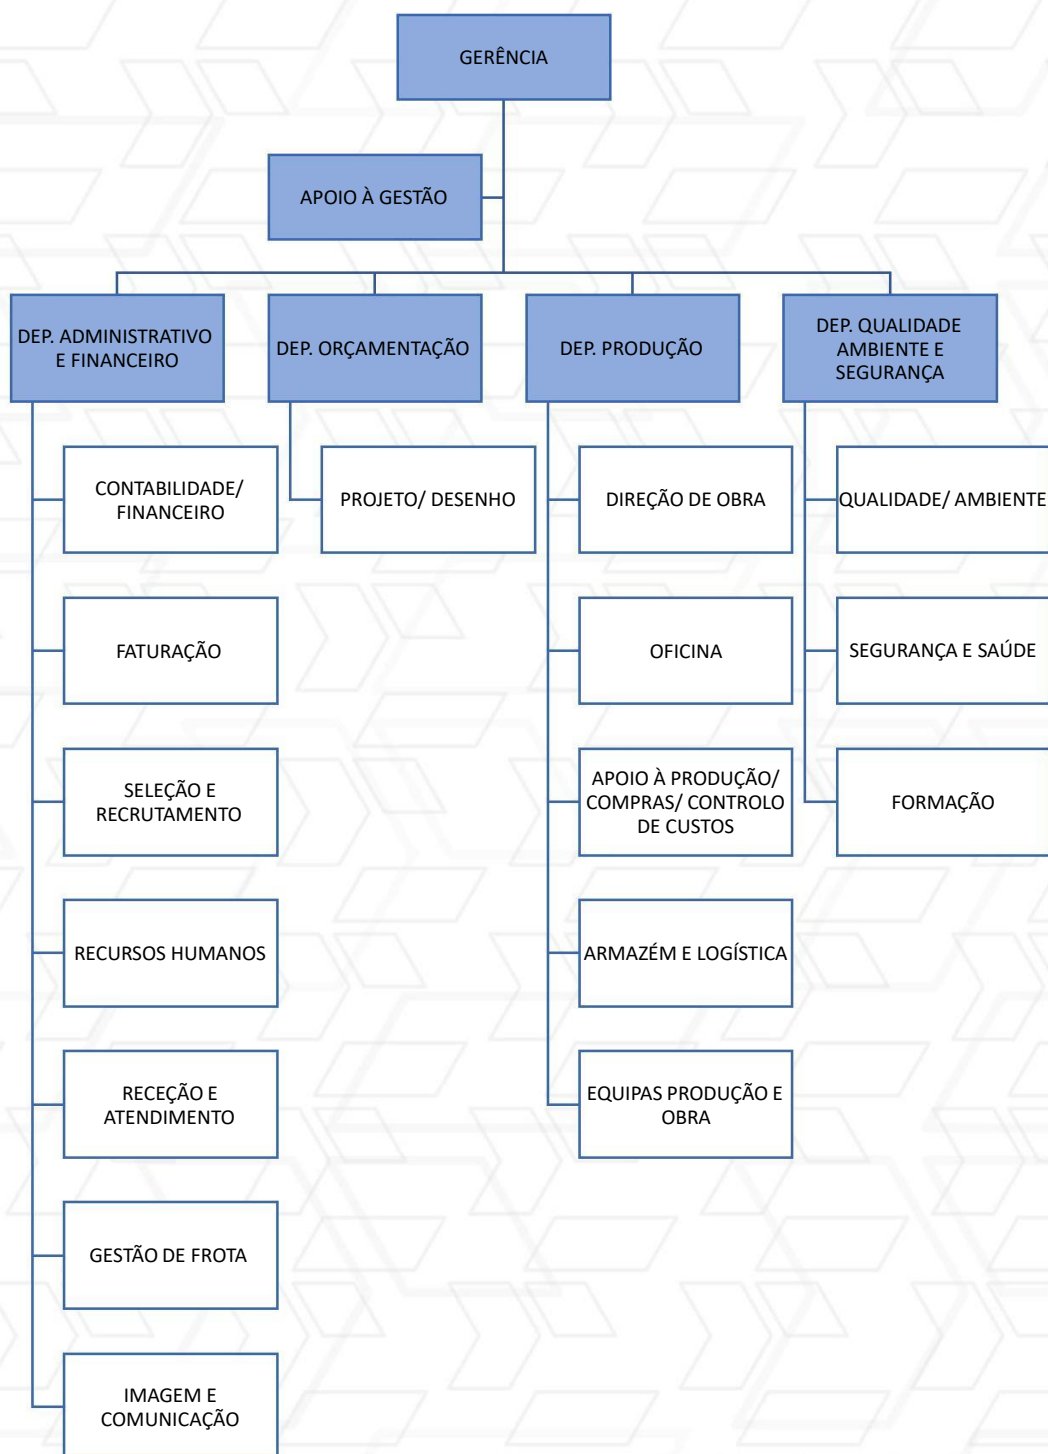 GERÊNCIA
APOIO À GESTÃO
DEP. ADMINISTRATIVO
E FINANCEIRO
DEP. ORÇAMENTAÇÃO
DEP. PRODUÇÃO
DEP. QUALIDADE
AMBIENTE E
SEGURANÇA
CONTABILIDADE/
FINANCEIRO
FATURAÇÃO
SELEÇÃO E
RECRUTAMENTO
RECURSOS HUMANOS
RECEÇÃO E
ATENDIMENTO
GESTÃO DE FROTA
IMAGEM E
COMUNICAÇÃO
PROJETO/ DESENHO
DIREÇÃO DE OBRA
OFICINA
APOIO À PRODUÇÃO/
COMPRAS/ CONTROLO
DE CUSTOS
ARMAZÉM E LOGÍSTICA
EQUIPAS PRODUÇÃO E
OBRA
QUALIDADE/ AMBIENTE
SEGURANÇA E SAÚDE
FORMAÇÃO